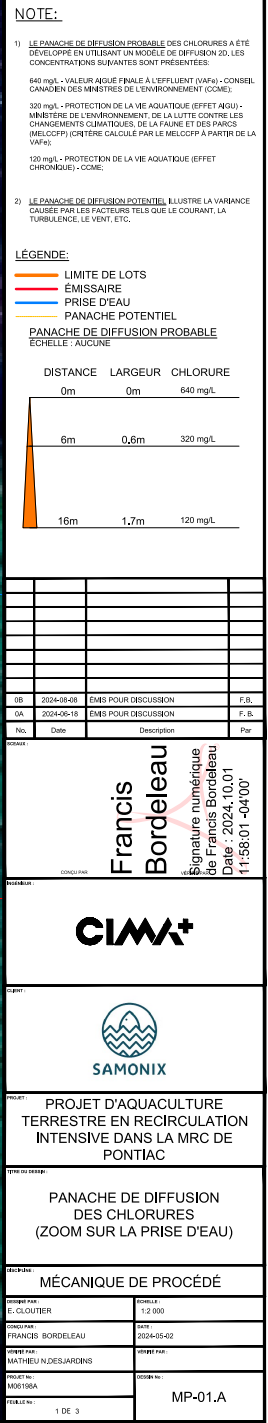 NOTE:
1) LE PANACHE DE DIFFUSION PROBABLE DES CHLORURES A ÉTÉ
DÉVELOPPÉ EN UTILISANT UN MODÈLE DE DIFFUSION 2D, LES
CONCENTRATIONS SUIVANTES SONT PRÉSENTÉES:
640 mg/L - VALEUR AIGUË FINALE À L'EFFLUENT (VAFe) - CONSEIL
CANADIEN DES MINISTRES DE L'ENVIRONNEMENT (CCME);
320 mg/L - PROTECTION DE LA VIE AQUATIQUE (EFFET AIGU) -
MINISTÈRE DE L'ENVIRONNEMENT, DE LA LUTTE CONTRE LES
CHANGEMENTS CLIMATIQUES, DE LA FAUNE ET DES PARCS
(MELCCFP) (CRITÈRE CALCULÉ PAR LE MELCCFP À PARTIR DE LA
VAFe);
120 mg/L - PROTECTION DE LA VIE AQUATIQUE (EFFET
CHRONIQUE) - CCME;
2) LE PANACHE DE DIFFUSION POTENTIEL ILLUSTRE LA VARIANCE
CAUSÉE PAR LES FACTEURS TELS QUE LE COURANT, LA
TURBULENCE, LE VENT, ETC.
LÉGENDE:
LIMITE DE LOTS
ÉMISSAIRE
PRISE D'EAU
PANACHE POTENTIEL
PANACHE DE DIFFUSION PROBABLE
ÉCHELLE : AUCUNE
DISTANCE LARGEUR CHLORURE
0m 0m 640 mg/L
6m 0,6m 320 mg/L
16m 1.7m 120 mg/L
0B 2024-08-08 ÉMIS POUR DISCUSSION F.B.
0A 2024-06-18 ÉMIS POUR DISCUSSION F. B.
No. Date Description Par
SCEAUX :
Francis
Bordeleau
Signature numérique
de Francis Bordeleau
Date : 2024.10.01
11:58:01 -04'00'
CONÇU PAR
VÉRIFIÉ PAR
INGÉNIEUR :
CIMA+
CLIENT :
SAMONIX
PROJET :
PROJET D'AQUACULTURE
TERRESTRE EN RECIRCULATION
INTENSIVE DANS LA MRC DE
PONTIAC
TITRE DU DESSIN :
PANACHE DE DIFFUSION
DES CHLORURES
(ZOOM SUR LA PRISE D'EAU)
DISCIPLINE :
MÉCANIQUE DE PROCÉDÉ
DESSINÉ PAR :
E. CLOUTIER
ÉCHELLE :
1:2 000
CONÇU PAR :
FRANCIS BORDELEAU
DATE :
2024-05-02
VÉRIFIÉ PAR :
MATHIEU N.DESJARDINS
VÉRIFIÉ PAR :
PROJET No :
M06198A
DESSIN No :
MP-01.A
FEUILLE No :
1 DE 3